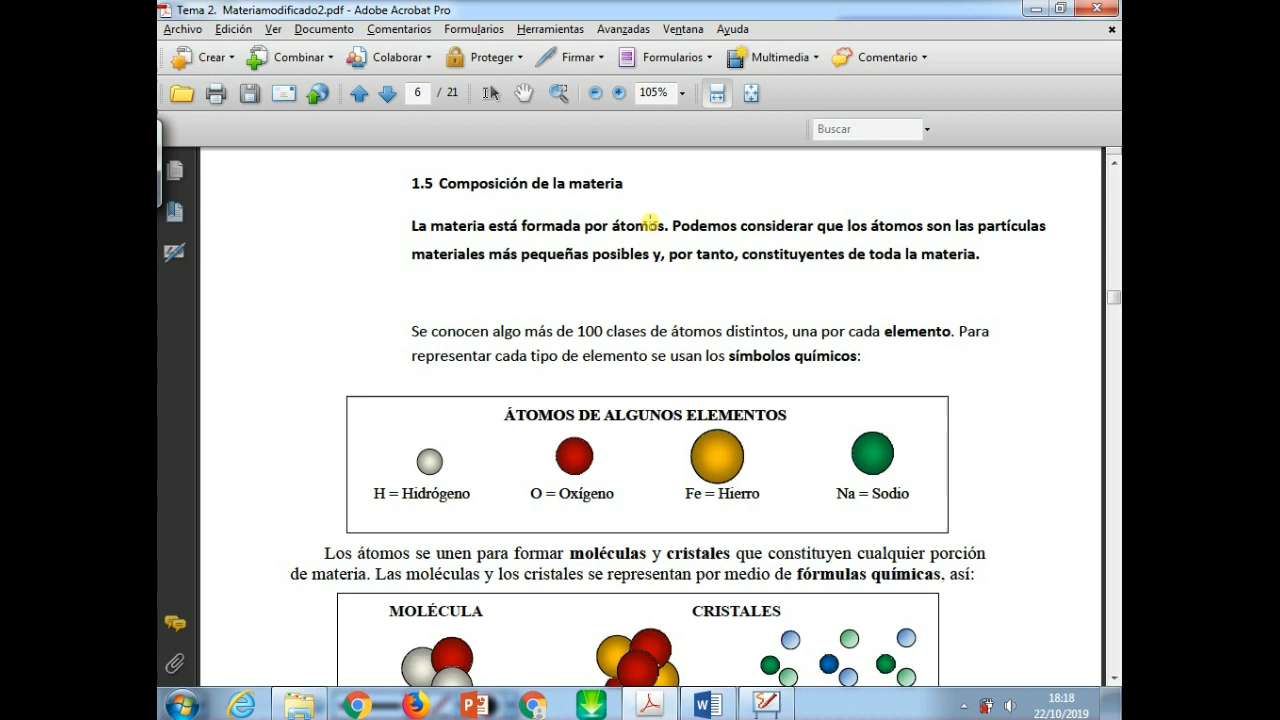 Tema 2. Materiamodificado2.pdf - Adobe Acrobat Pro
Archivo Edición Ver Documento Comentarios Formularios Herramientas Avanzadas Ventana Ayuda
Crear Combinar Colaborar Proteger Firmar Formularios Multimedia Comentario
6 / 21 105%
Buscar
1.5 Composición de la materia
La materia está formada por átomos. Podemos considerar que los átomos son las partículas
materiales más pequeñas posibles y, por tanto, constituyentes de toda la materia.
Se conocen algo más de 100 clases de átomos distintos, una por cada elemento. Para
representar cada tipo de elemento se usan los símbolos químicos:
ÁTOMOS DE ALGUNOS ELEMENTOS
H = Hidrógeno O = Oxígeno Fe = Hierro Na = Sodio
Los átomos se unen para formar moléculas y cristales que constituyen cualquier porción
de materia. Las moléculas y los cristales se representan por medio de fórmulas químicas, así:
MOLÉCULA CRISTALES
18:18
22/10/2019